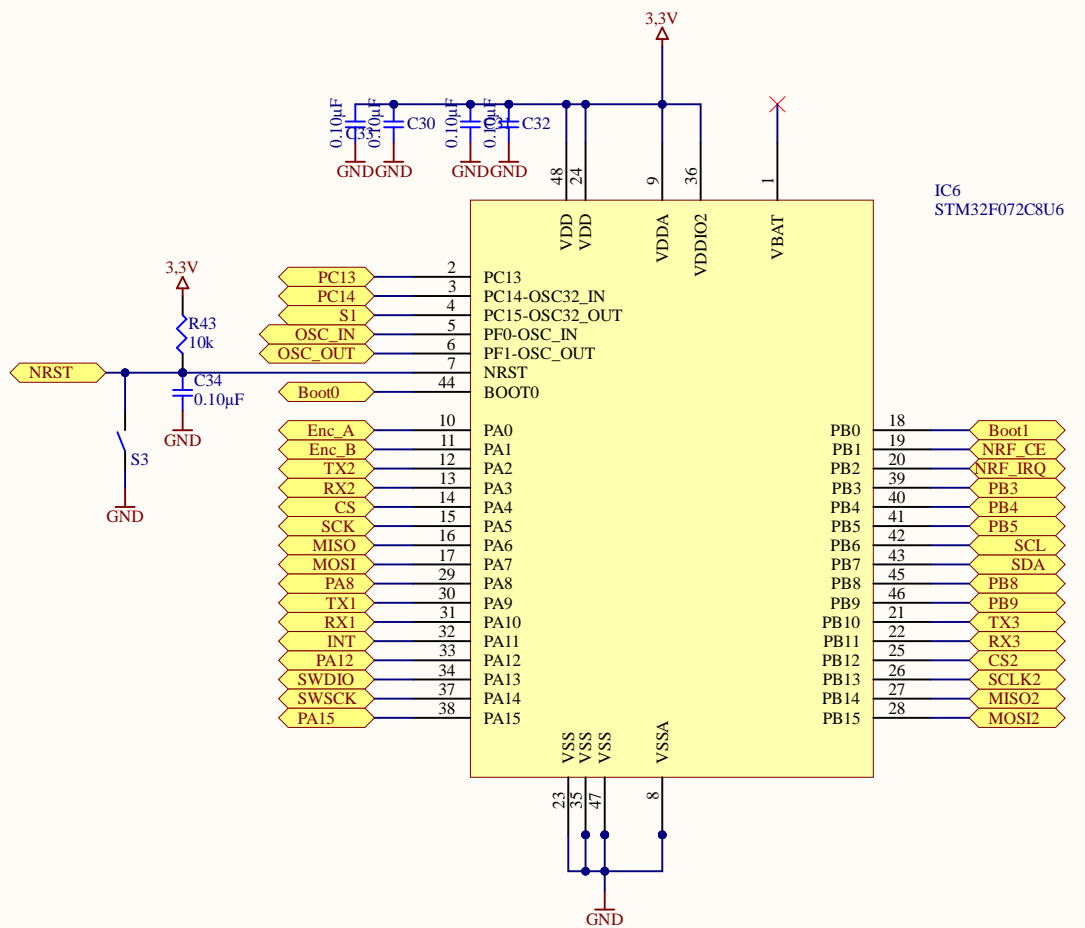 3,3V
0.10µF
C33
0.10µF
C30
0.10µF
C31
0.10µF
C32
GND
GND
GND
GND
48
24
9
36
1
VDD
VDD
VDDA
VDDIO2
VBAT
IC6
STM32F072C8U6
PC13 2 PC13
PC14 3 PC14-OSC32_IN
S1 4 PC15-OSC32_OUT
OSC_IN 5 PF0-OSC_IN
OSC_OUT 6 PF1-OSC_OUT
NRST 7 NRST
Boot0 44 BOOT0
3,3V
R43
10k
C34
0.10µF
GND
S3
GND
Enc_A 10 PA0
Enc_B 11 PA1
TX2 12 PA2
RX2 13 PA3
CS 14 PA4
SCK 15 PA5
MISO 16 PA6
MOSI 17 PA7
PA8 29 PA8
TX1 30 PA9
RX1 31 PA10
INT 32 PA11
PA12 33 PA12
SWDIO 34 PA13
SWSCK 37 PA14
PA15 38 PA15
PB0 18 Boot1
PB1 19 NRF_CE
PB2 20 NRF_IRQ
PB3 39 PB3
PB4 40 PB4
PB5 41 PB5
PB6 42 SCL
PB7 43 SDA
PB8 45 PB8
PB9 46 PB9
PB10 21 TX3
PB11 22 RX3
PB12 25 CS2
PB13 26 SCLK2
PB14 27 MISO2
PB15 28 MOSI2
VSS
VSS
VSS
VSSA
23
35
47
8
GND